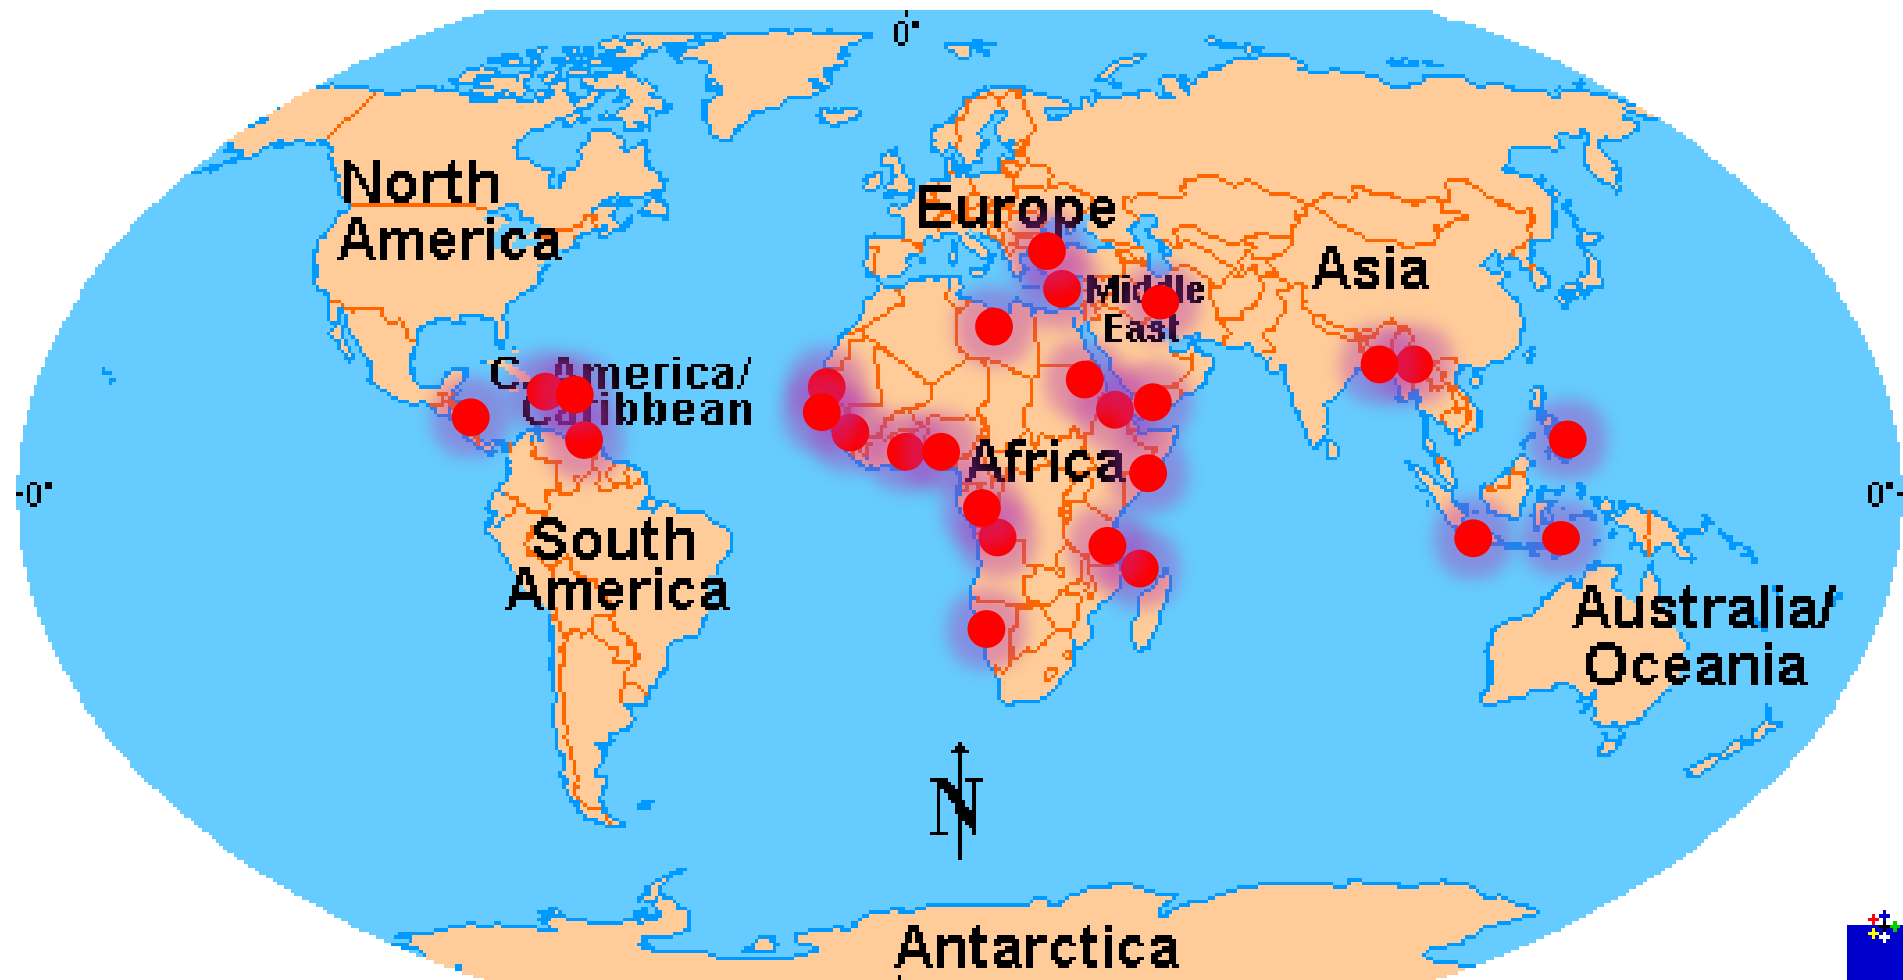 0°
North
America
Europe
Asia
Middle
East
C. America/
Caribbean
Africa
-0°
0°-
South
America
Australia/
Oceania
N
Antarctica